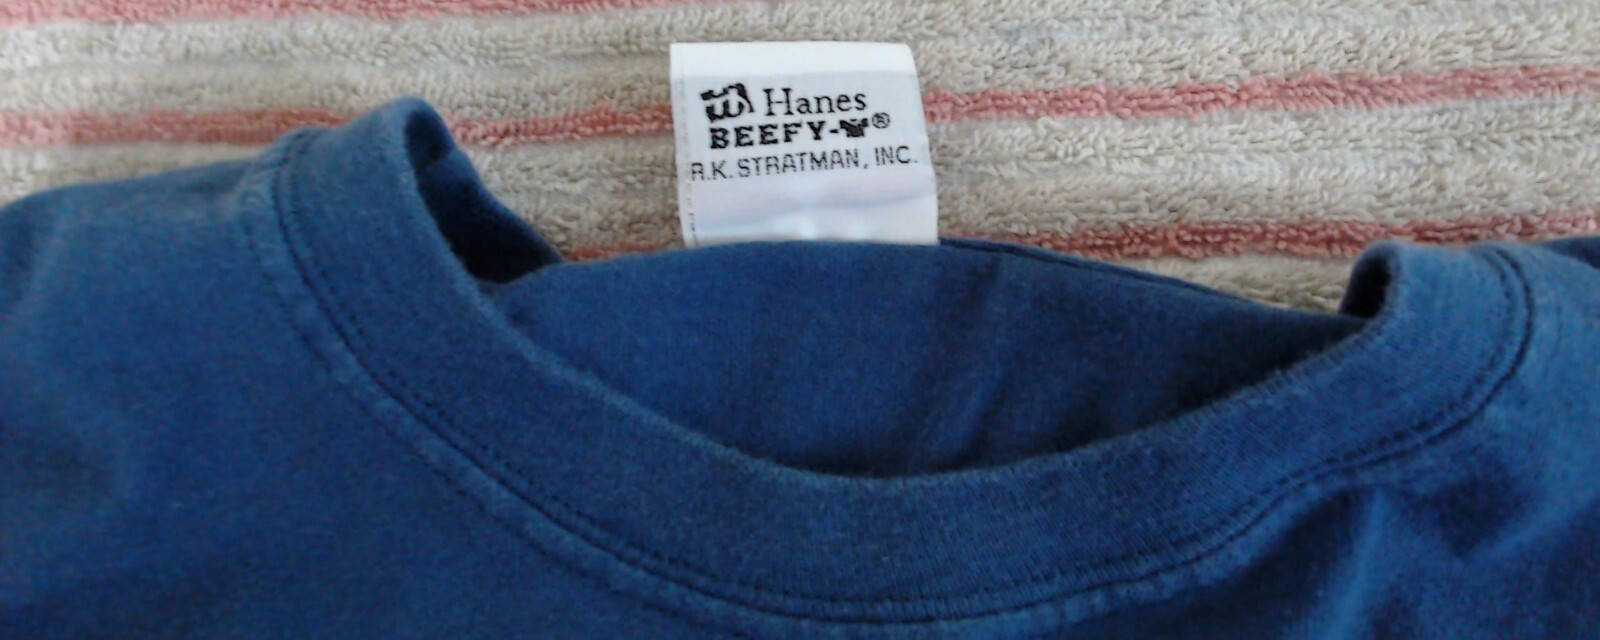 Hanes
BEEFY-®
R.K. STRATMAN, INC.